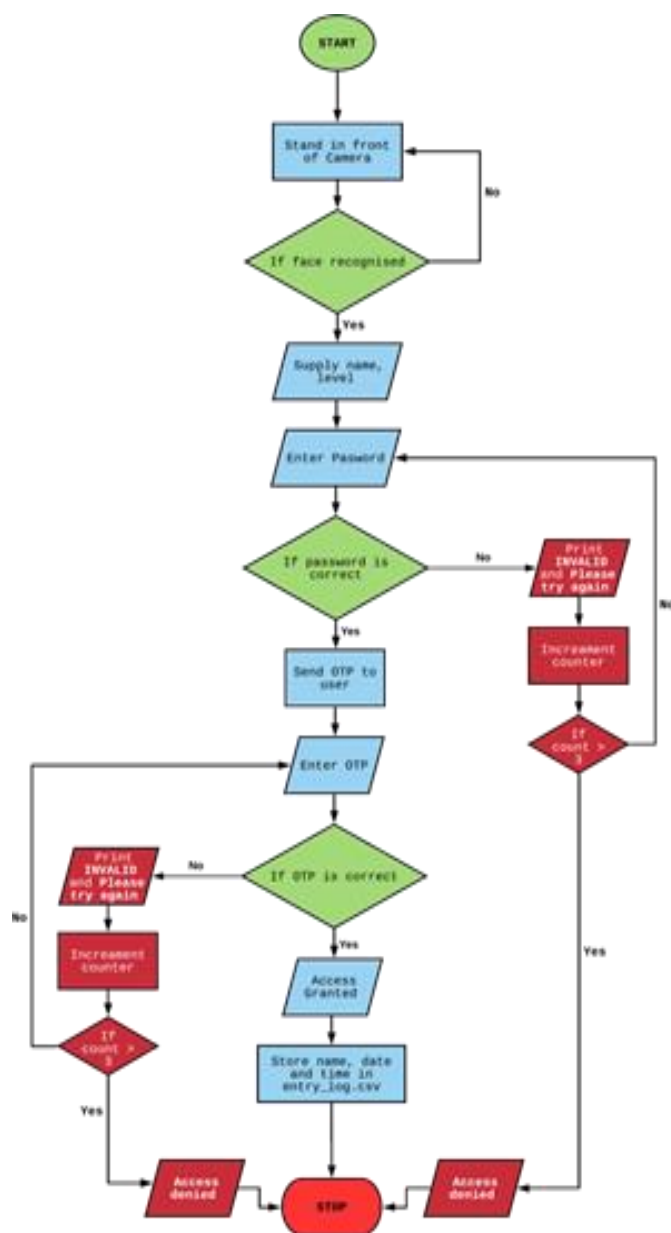 START
Stand in front
of Camera
No
If face recognised
Yes
Supply name,
level
Enter Pasword
If password is
correct
No
Print
INVALID
and Please
try again
Yes
Increament
counter
No
Send OTP to
user
If
count >
3
Enter OTP
If OTP is correct
No
Print
INVALID
and Please
try again
No
Yes
Increament
counter
Access
Granted
Yes
If
count >
3
Store name, date
and time in
entry_log.csv
Yes
Access
denied
STOP
Access
denied